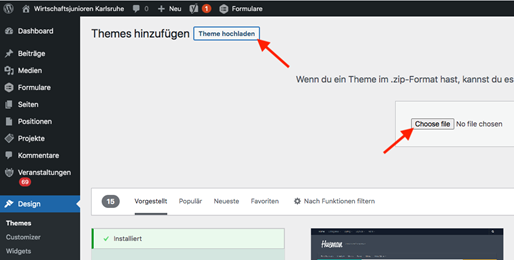 Wirtschaftsjunioren Karlsruhe 0 + Neu 1 Formulare
Dashboard
Beiträge
Medien
Formulare
Seiten
Positionen
Projekte
Kommentare
Veranstaltungen
69
Design
Themes
Customizer
Widgets
Themes hinzufügen Theme hochladen
Wenn du ein Theme im .zip-Format hast, kannst du es
Choose file No file chosen
15 Vorgestellt Populär Neueste Favoriten Nach Funktionen filtern
Installiert